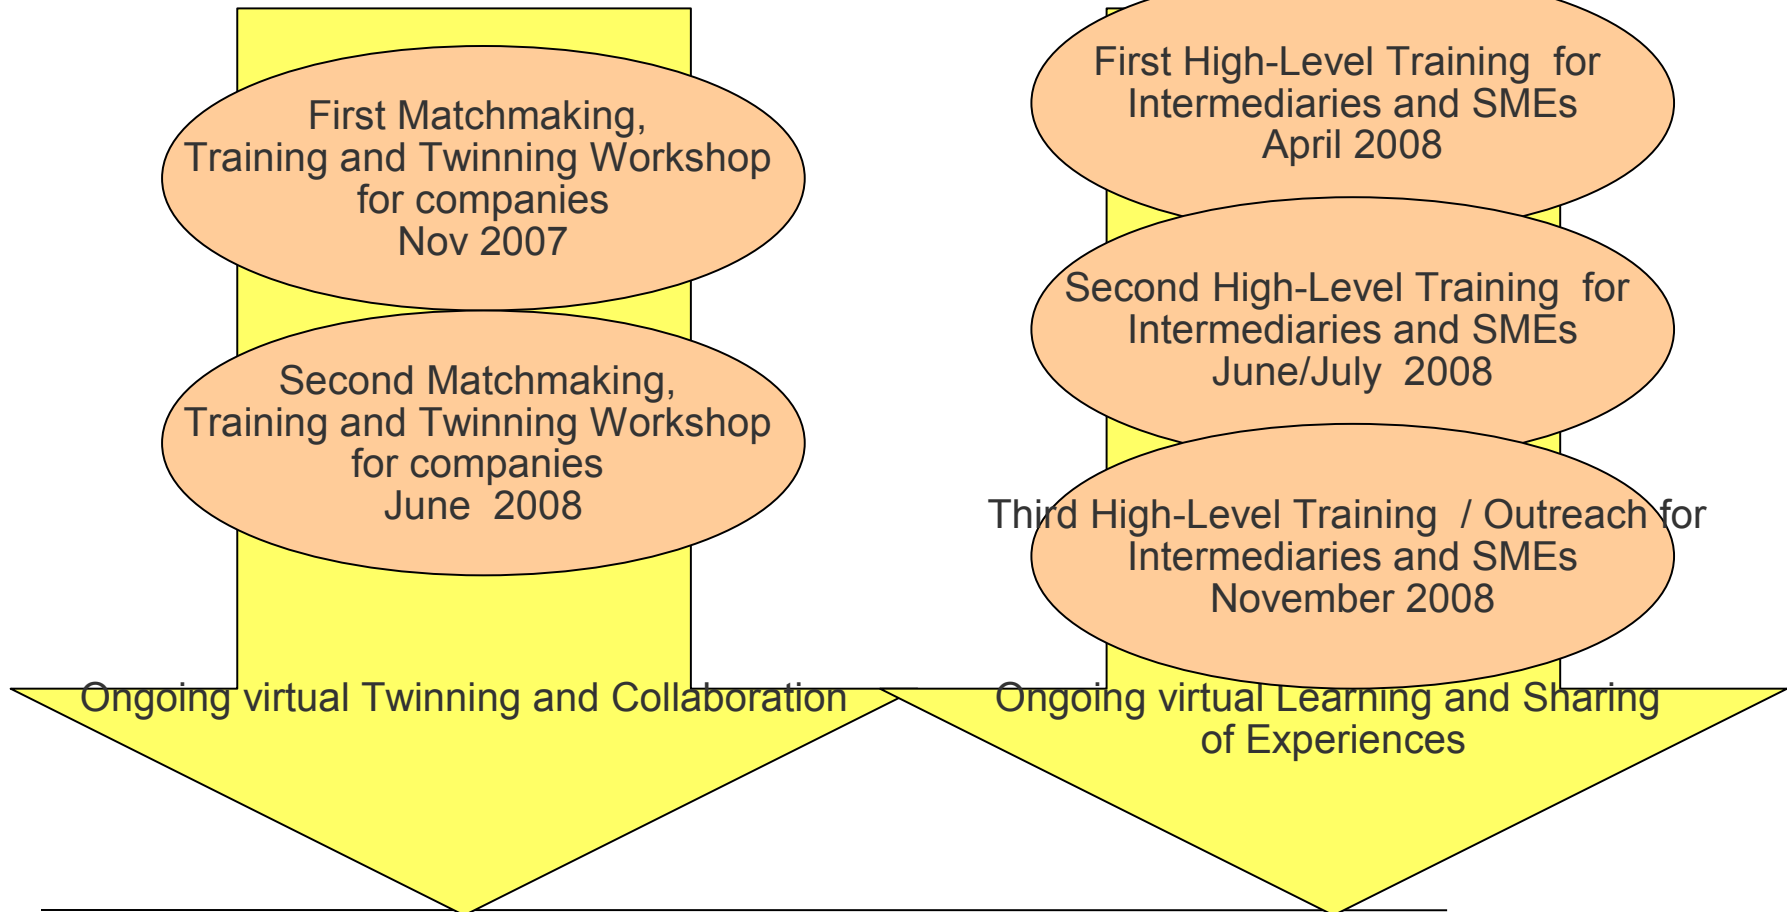 First Matchmaking,
Training and Twinning Workshop
for companies
Nov 2007
Second Matchmaking,
Training and Twinning Workshop
for companies
June 2008
Ongoing virtual Twinning and Collaboration
First High-Level Training for
Intermediaries and SMEs
April 2008
Second High-Level Training for
Intermediaries and SMEs
June/July 2008
Third High-Level Training / Outreach for
Intermediaries and SMEs
November 2008
Ongoing virtual Learning and Sharing
of Experiences